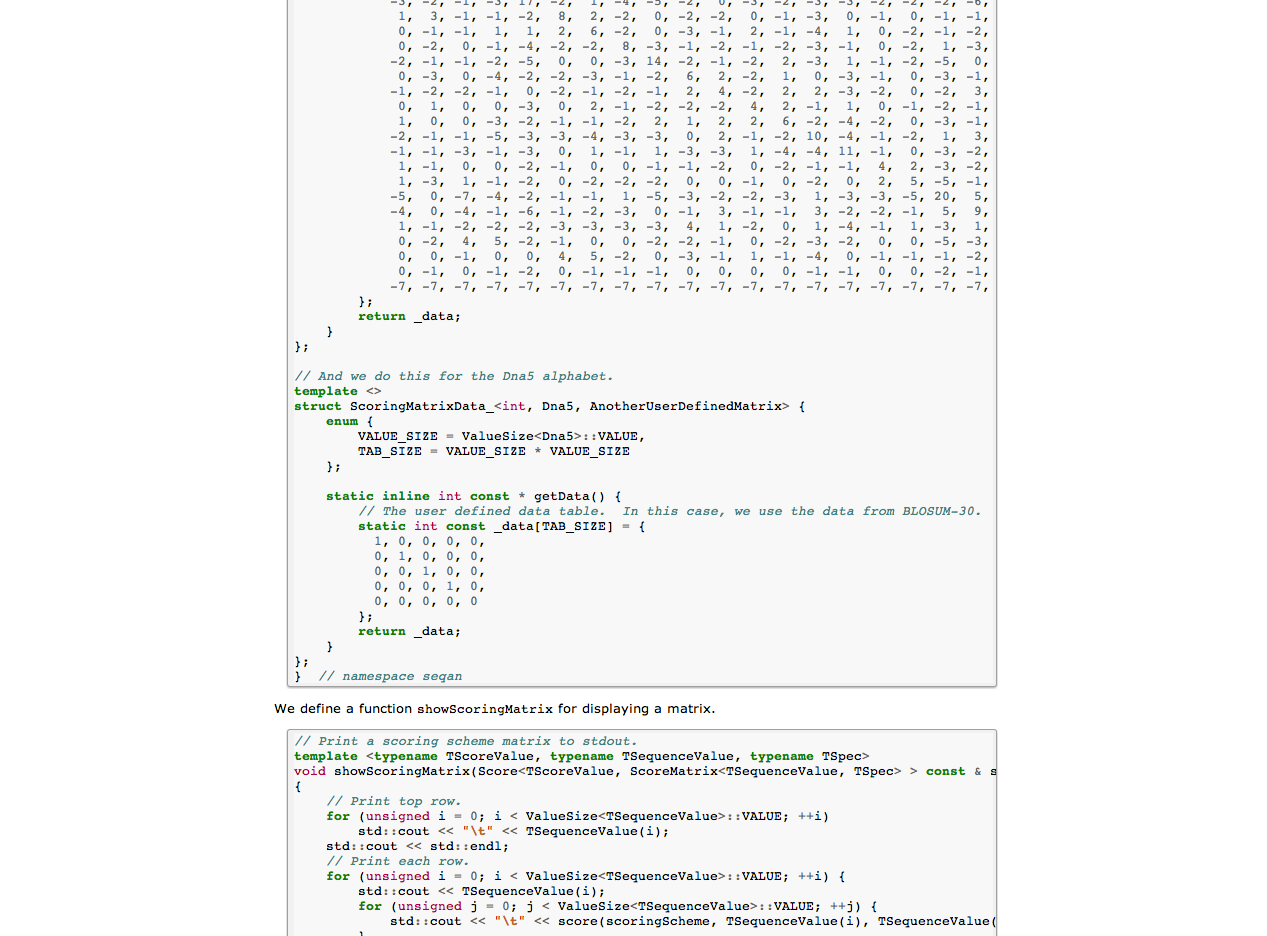 -3, -2, -1, -3, 17, -2, 1, -4, -5, -2, 0, -3, -2, -3, -3, -2, -2, -2, -6,
1, 3, -1, -1, -2, 8, 2, -2, 0, -2, -2, 0, -1, -3, 0, -1, 0, -1, -1,
0, -1, -1, 1, 1, 2, 6, -2, 0, -3, -1, 2, -1, -4, 1, 0, -2, -1, -2,
0, -2, 0, -1, -4, -2, -2, 8, -3, -1, -2, -1, -2, -3, -1, 0, -2, 1, -3,
-2, -1, -1, -2, -5, 0, 0, -3, 14, -2, -1, -2, 2, -3, 1, -1, -2, -5, 0,
0, -3, 0, -4, -2, -2, -3, -1, -2, 6, 2, -2, 1, 0, -3, -1, 0, -3, -1,
-1, -2, -2, -1, 0, -2, -1, -2, -1, 2, 4, -2, 2, 2, -3, -2, 0, -2, 3,
0, 1, 0, 0, -3, 0, 2, -1, -2, -2, -2, 4, 2, -1, 1, 0, -1, -2, -1,
1, 0, 0, -3, -2, -1, -1, -2, 2, 1, 2, 2, 6, -2, -4, -2, 0, -3, -1,
-2, -1, -1, -5, -3, -3, -4, -3, -3, 0, 2, -1, -2, 10, -4, -1, -2, 1, 3,
-1, -1, -3, -1, -3, 0, 1, -1, 1, -3, -3, 1, -4, -4, 11, -1, 0, -3, -2,
1, -1, 0, 0, -2, -1, 0, 0, -1, -1, -2, 0, -2, -1, -1, 4, 2, -3, -2,
1, -3, 1, -1, -2, 0, -2, -2, -2, 0, 0, -1, 0, -2, 0, 2, 5, -5, -1,
-5, 0, -7, -4, -2, -1, -1, 1, -5, -3, -2, -2, -3, 1, -3, -3, -5, 20, 5,
-4, 0, -4, -1, -6, -1, -2, -3, 0, -1, 3, -1, -1, 3, -2, -2, -1, 5, 9,
1, -1, -2, -2, -2, -3, -3, -3, -3, 4, 1, -2, 0, 1, -4, -1, 1, -3, 1,
0, -2, 4, 5, -2, -1, 0, 0, -2, -2, -1, 0, -2, -3, -2, 0, 0, -5, -3,
0, 0, -1, 0, 0, 4, 5, -2, 0, -3, -1, 1, -1, -4, 0, -1, -1, -1, -2,
0, -1, 0, -1, -2, 0, -1, -1, -1, 0, 0, 0, 0, -1, -1, 0, 0, -2, -1,
-7, -7, -7, -7, -7, -7, -7, -7, -7, -7, -7, -7, -7, -7, -7, -7, -7, -7, -7,
};
return _data;
}
};
// And we do this for the Dna5 alphabet.
template <>
struct ScoringMatrixData_<int, Dna5, AnotherUserDefinedMatrix> {
enum {
VALUE_SIZE = ValueSize<Dna5>::VALUE,
TAB_SIZE = VALUE_SIZE * VALUE_SIZE
};
static inline int const * getData() {
// The user defined data table.  In this case, we use the data from BLOSUM-30.
static int const _data[TAB_SIZE] = {
1, 0, 0, 0, 0,
0, 1, 0, 0, 0,
0, 0, 1, 0, 0,
0, 0, 0, 1, 0,
0, 0, 0, 0, 0
};
return _data;
}
};
}  // namespace seqan
We define a function showScoringMatrix for displaying a matrix.
// Print a scoring scheme matrix to stdout.
template <typename TScoreValue, typename TSequenceValue, typename TSpec>
void showScoringMatrix(Score<TScoreValue, ScoreMatrix<TSequenceValue, TSpec> > const & s
{
// Print top row.
for (unsigned i = 0; i < ValueSize<TSequenceValue>::VALUE; ++i)
std::cout << "\t" << TSequenceValue(i);
std::cout << std::endl;
// Print each row.
for (unsigned i = 0; i < ValueSize<TSequenceValue>::VALUE; ++i) {
std::cout << TSequenceValue(i);
for (unsigned j = 0; j < ValueSize<TSequenceValue>::VALUE; ++j) {
std::cout << "\t" << score(scoringScheme, TSequenceValue(i), TSequenceValue(
}